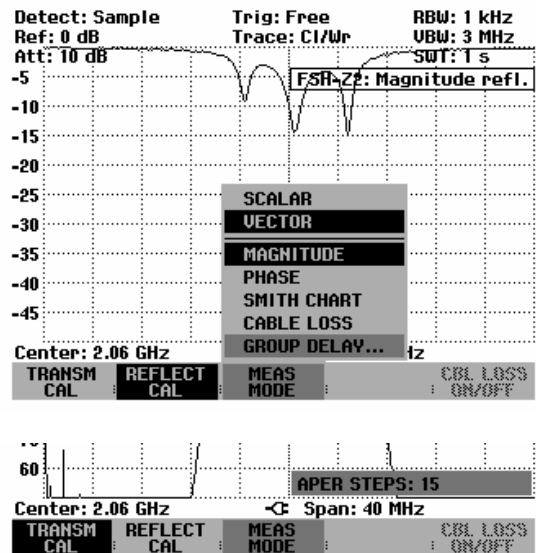 Detect: Sample Trig: Free RBW: 1 kHz
Ref: 0 dB Trace: Cl/Wr VBW: 3 MHz
Att: 10 dB SWT: 1 s
-5 FSH-Z2: Magnitude refl.
-10
-15
-20
-25
-30
-35
-40
-45
SCALAR
VECTOR
MAGNITUDE
PHASE
SMITH CHART
CABLE LOSS
GROUP DELAY...
Center: 2.06 GHz
TRANSM CAL
REFLECT CAL
MEAS MODE
CBL LOSS ON/OFF
60
APER STEPS: 15
Center: 2.06 GHz Span: 40 MHz
TRANSM CAL
REFLECT CAL
MEAS MODE
CBL LOSS ON/OFF